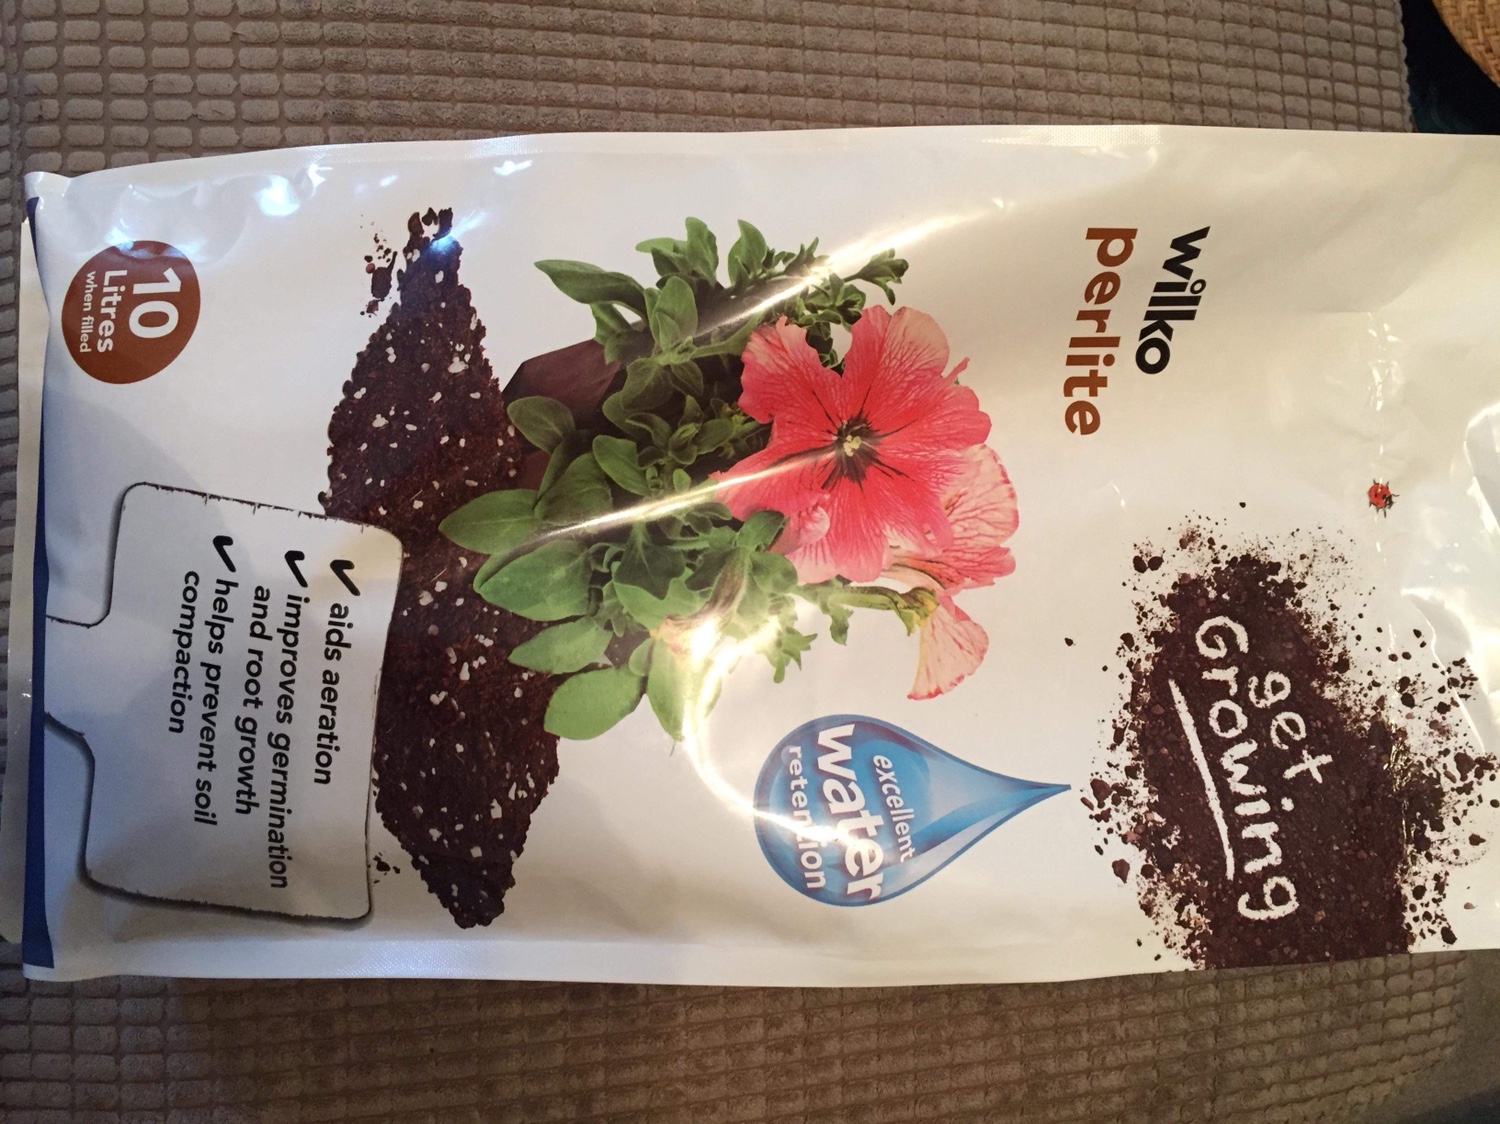 get
Growing
wilko
perlite
excellent
water
retention
✔ aids aeration
✔ improves germination
and root growth
✔ helps prevent soil
compaction
10
Litres
when filled